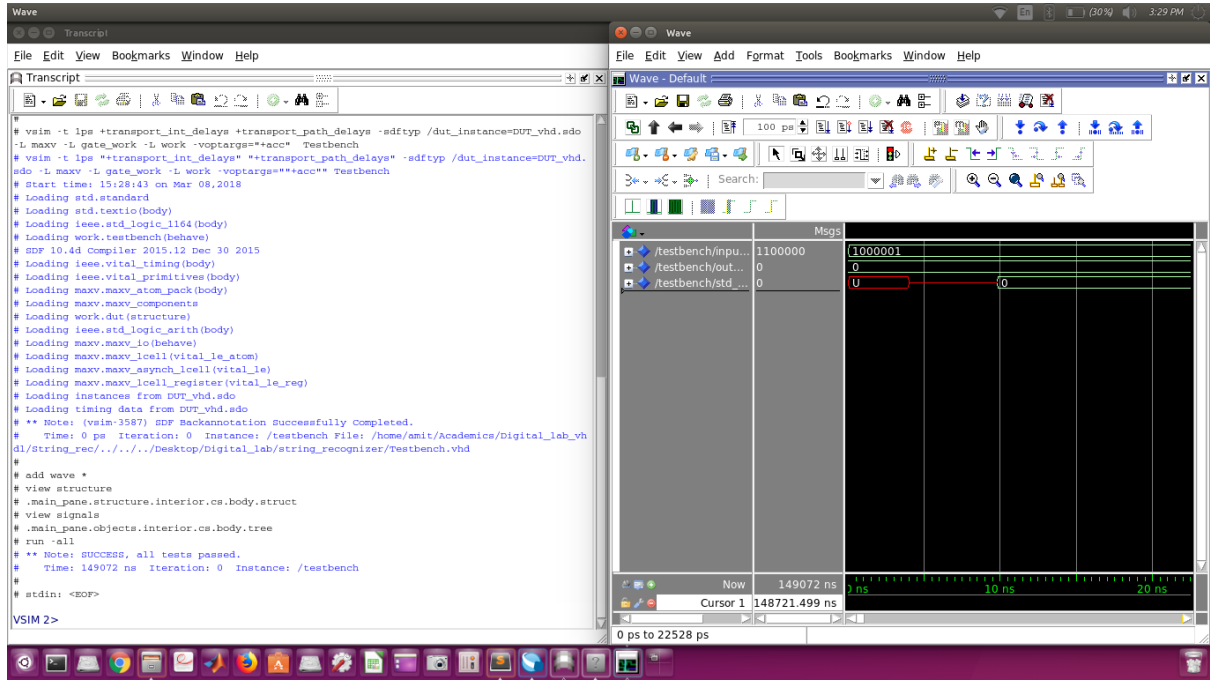 Wave
En
(30%)
3:29 PM
Transcript
File Edit View Bookmarks Window Help
Transcript
#
# vsim -t 1ps +transport_int_delays +transport_path_delays -sdftyp /dut_instance=DUT_vhd.sdo
-L maxv -L gate_work -L work -voptargs="+acc" Testbench
# vsim -t 1ps "+transport_int_delays" "+transport_path_delays" -sdftyp /dut_instance=DUT_vhd.
sdo -L maxv -L gate_work -L work -voptargs=""+acc"" Testbench
# Start time: 15:28:43 on Mar 08,2018
# Loading std.standard
# Loading std.textio(body)
# Loading ieee.std_logic_1164(body)
# Loading work.testbench(behave)
# SDF 10.4d Compiler 2015.12 Dec 30 2015
# Loading ieee.vital_timing(body)
# Loading ieee.vital_primitives(body)
# Loading maxv.maxv_atom_pack(body)
# Loading maxv.maxv_components
# Loading work.dut(structure)
# Loading ieee.std_logic_arith(body)
# Loading maxv.maxv_io(behave)
# Loading maxv.maxv_lcell(vital_le_atom)
# Loading maxv.maxv_asynch_lcell(vital_le)
# Loading maxv.maxv_lcell_register(vital_le_reg)
# Loading instances from DUT_vhd.sdo
# Loading timing data from DUT_vhd.sdo
# ** Note: (vsim-3587) SDF Backannotation Successfully Completed.
# Time: 0 ps Iteration: 0 Instance: /testbench File: /home/amit/Academics/Digital_lab_vh
dl/String_rec/../../../Desktop/Digital_lab/string_recognizer/Testbench.vhd
#
# add wave *
# view structure
# .main_pane.structure.interior.cs.body.struct
# view signals
# .main_pane.objects.interior.cs.body.tree
# run -all
# ** Note: SUCCESS, all tests passed.
# Time: 149072 ns Iteration: 0 Instance: /testbench
#
# stdin: <EOF>
VSIM 2>
Wave
File Edit View Add Format Tools Bookmarks Window Help
Wave - Default
100 ps
Search:
Msgs
/testbench/inpu... 1100000 1000001
/testbench/out... 0 0
/testbench/std_... 0 U 0
Now 149072 ns
10 ns 20 ns
Cursor 1 148721.499 ns
0 ps to 22528 ps